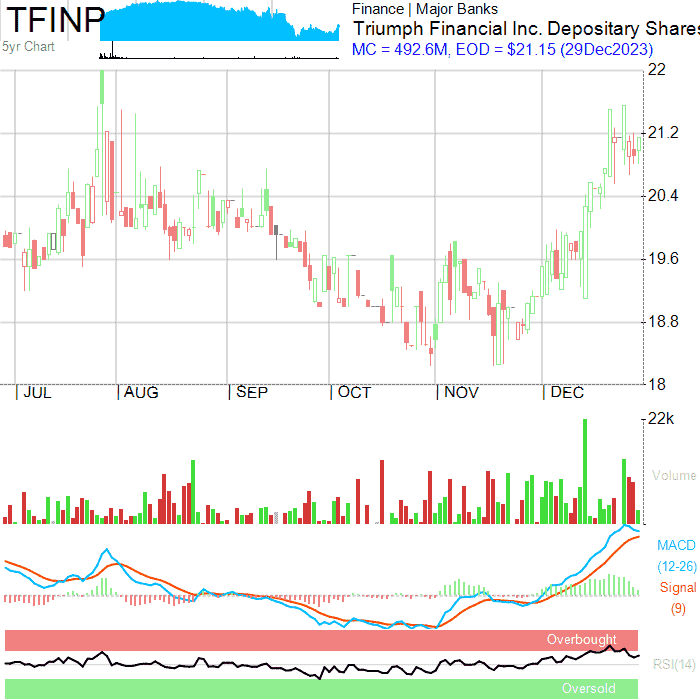 TFINP
5yr Chart
Finance | Major Banks
Triumph Financial Inc. Depositary Shares
MC = 492.6M, EOD = $21.15 (29Dec2023)
22
21.2
20.4
19.6
18.8
18
JUL AUG SEP OCT NOV DEC
22k
Volume
MACD
(12-26)
Signal
(9)
Overbought
RSI(14)
Oversold